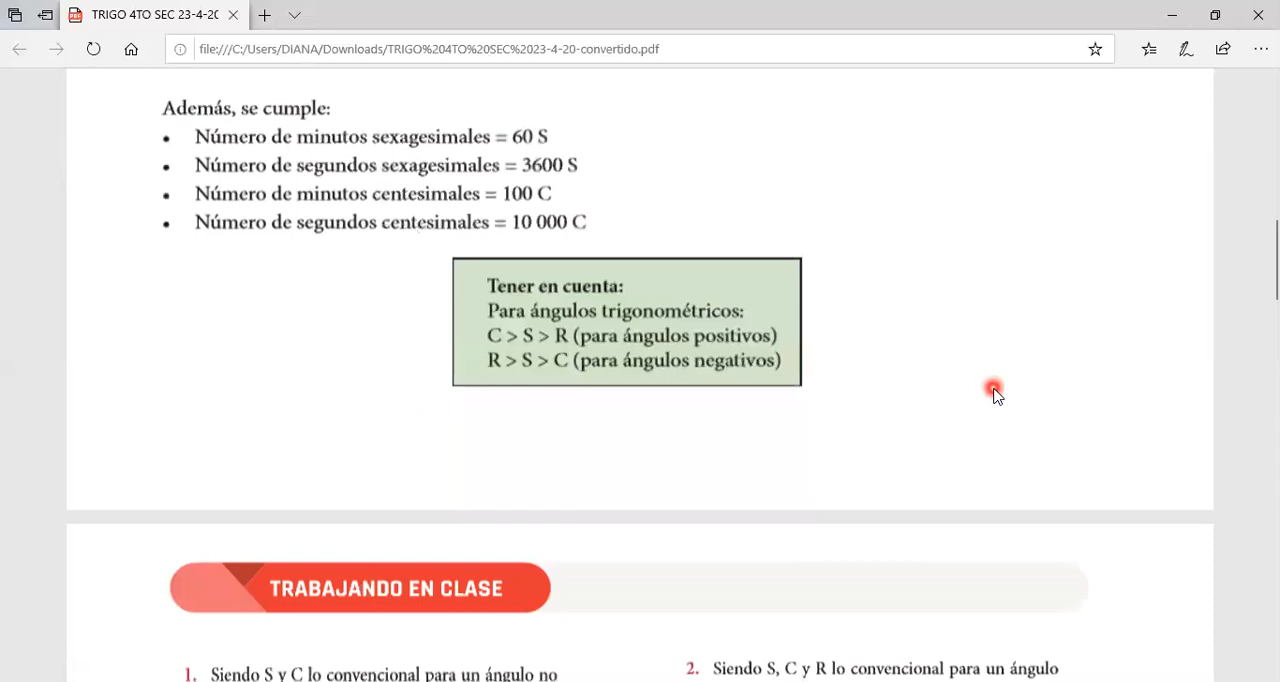 TRIGO 4TO SEC 23-4-2
file:///C:/Users/DIANA/Downloads/TRIGO%204TO%20SEC%2023-4-20-convertido.pdf
Además, se cumple:
• Número de minutos sexagesimales = 60 S
• Número de segundos sexagesimales = 3600 S
• Número de minutos centesimales = 100 C
• Número de segundos centesimales = 10 000 C
Tener en cuenta:
Para ángulos trigonométricos:
C > S > R (para ángulos positivos)
R > S > C (para ángulos negativos)
TRABAJANDO EN CLASE
1. Siendo S y C lo convencional para un ángulo no
2. Siendo S, C y R lo convencional para un ángulo